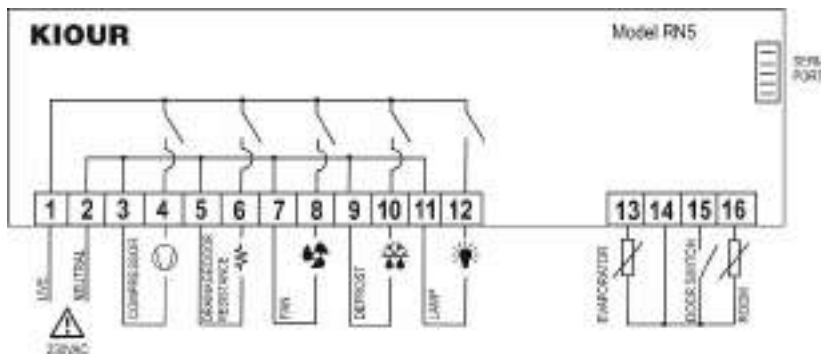 KIOUR
Model RN5
SERIAL
PORT
1 2 3 4 5 6 7 8 9 10 11 12
13 14 15 16
LIVE
NEUTRAL
COMPRESSOR
RESISTANCE
FAN
DEFROST
LAMP
EVAPORATOR
DOOR SWITCH
ROOM
230VAC